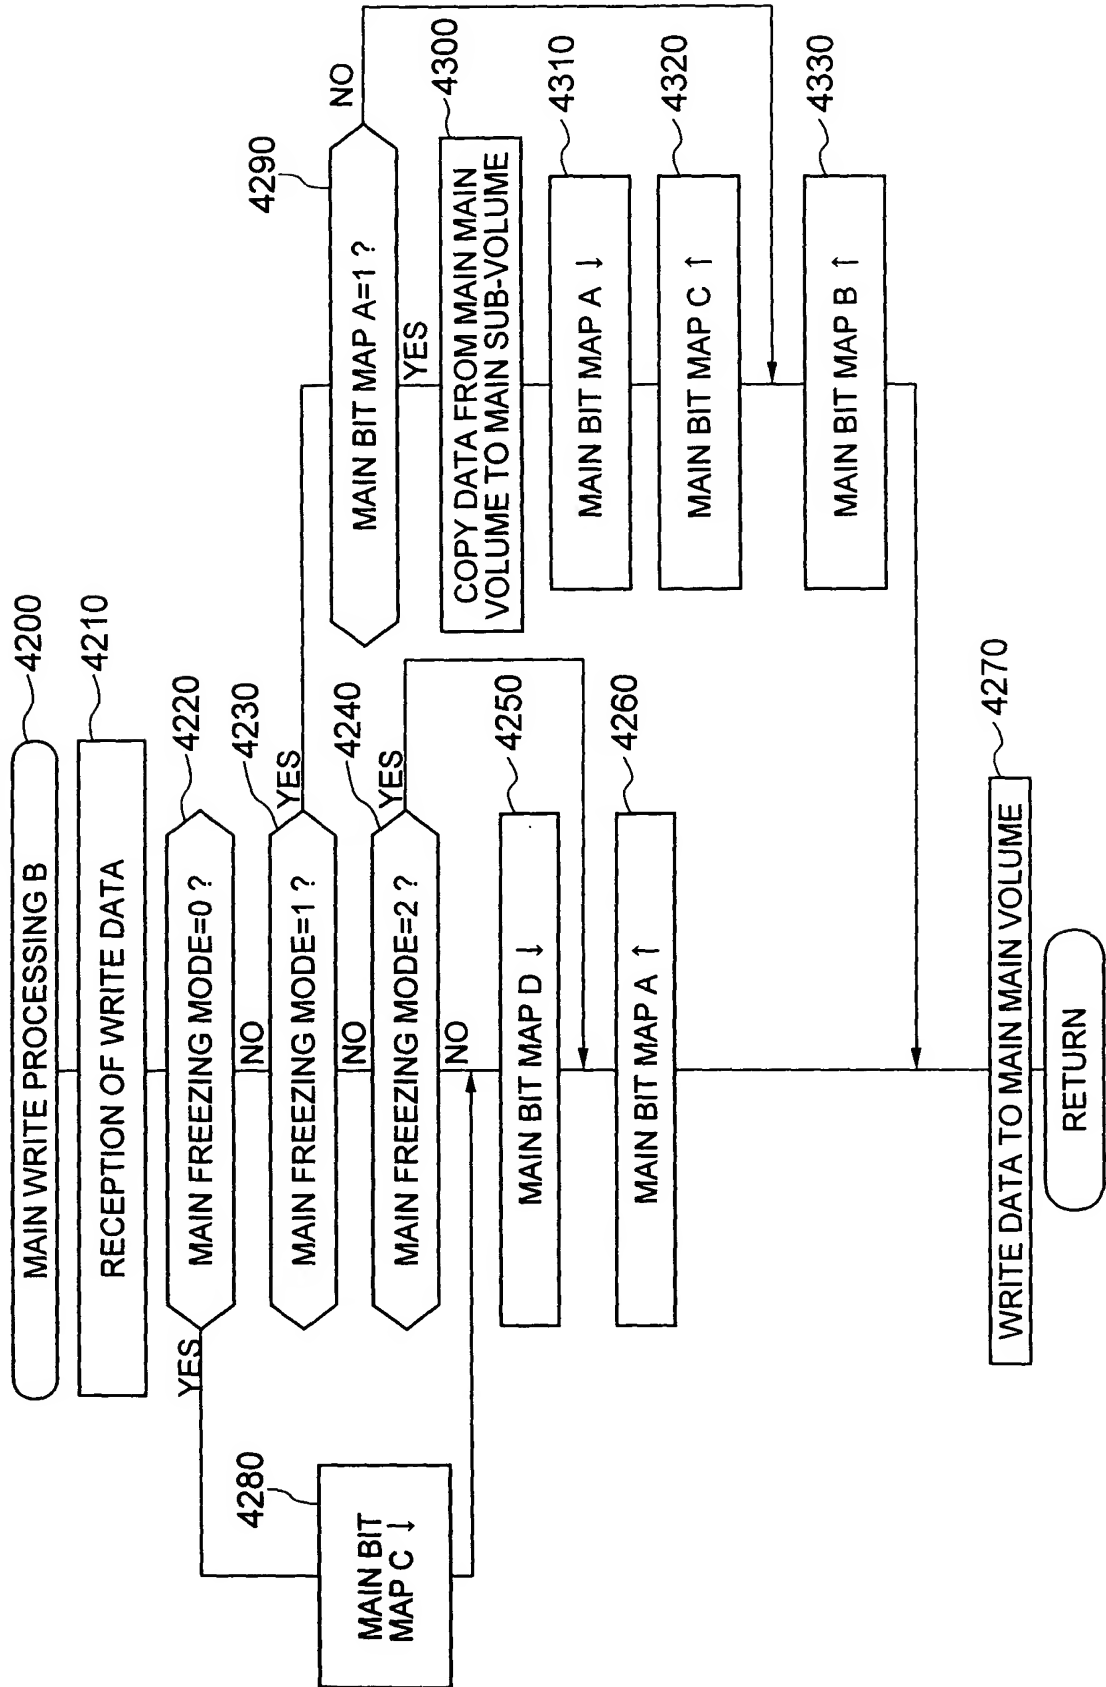 MAIN WRITE PROCESSING B
4200
RECEPTION OF WRITE DATA
4210
MAIN FREEZING MODE=0 ?
4220
YES
NO
MAIN FREEZING MODE=1 ?
4230
YES
NO
MAIN FREEZING MODE=2 ?
4240
YES
NO
4280
MAIN BIT
MAP C ↓
MAIN BIT MAP D ↓
4250
MAIN BIT MAP A ↑
4260
4290
MAIN BIT MAP A=1 ?
NO
YES
COPY DATA FROM MAIN MAIN
VOLUME TO MAIN SUB-VOLUME
4300
MAIN BIT MAP A ↓
4310
MAIN BIT MAP C ↑
4320
MAIN BIT MAP B ↑
4330
WRITE DATA TO MAIN MAIN VOLUME
4270
RETURN